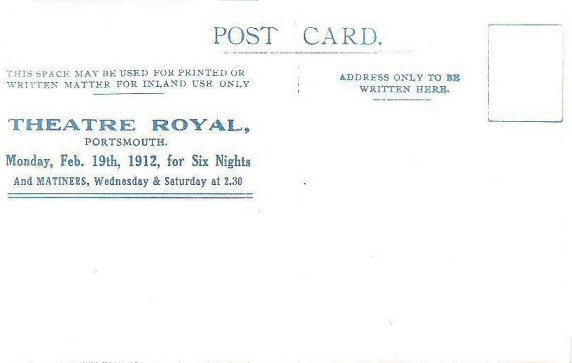 POST CARD.
THIS SPACE MAY BE USED FOR PRINTED OR
WRITTEN MATTER FOR INLAND USE ONLY
ADDRESS ONLY TO BE
WRITTEN HERE.
THEATRE ROYAL,
PORTSMOUTH.
Monday, Feb. 19th, 1912, for Six Nights
And MATINEES, Wednesday & Saturday at 2.30